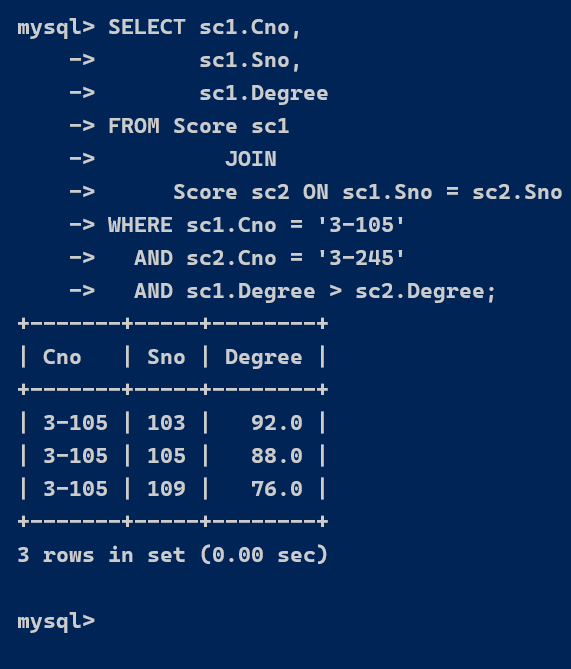 mysql> SELECT sc1.Cno,
    ->        sc1.Sno,
    ->        sc1.Degree
    -> FROM Score sc1
    ->          JOIN
    ->      Score sc2 ON sc1.Sno = sc2.Sno
    -> WHERE sc1.Cno = '3-105'
    ->   AND sc2.Cno = '3-245'
    ->   AND sc1.Degree > sc2.Degree;
+-------+-----+--------+
| Cno   | Sno | Degree |
+-------+-----+--------+
| 3-105 | 103 |   92.0 |
| 3-105 | 105 |   88.0 |
| 3-105 | 109 |   76.0 |
+-------+-----+--------+
3 rows in set (0.00 sec)

mysql>